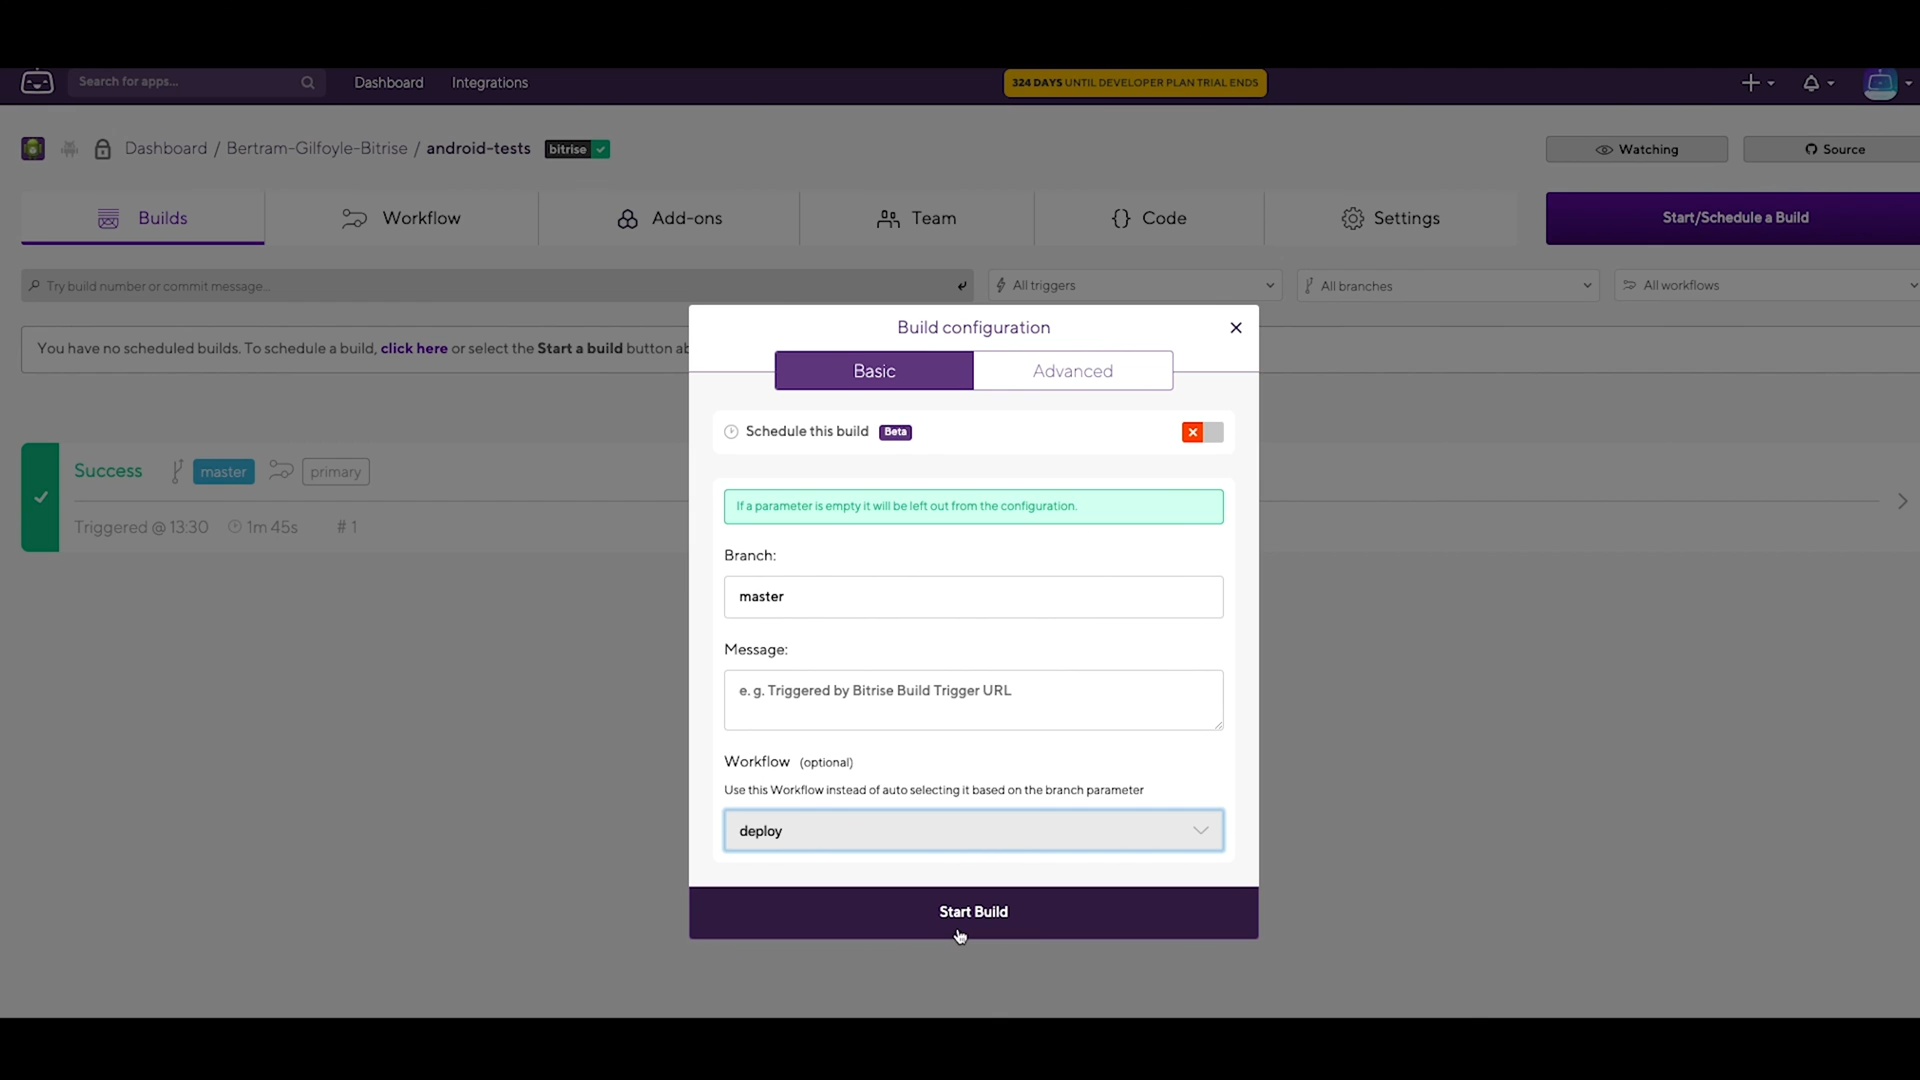 Search for apps...
Dashboard
Integrations
324 DAYS UNTIL DEVELOPER PLAN TRIAL ENDS
Dashboard / Bertram-Gilfoyle-Bitrise / android-tests
bitrise
Watching
Source
Builds
Workflow
Add-ons
Team
Code
Settings
Start/Schedule a Build
Try build number or commit message...
All triggers
All branches
All workflows
You have no scheduled builds. To schedule a build, click here or select the Start a build button
Success
master
primary
Triggered @ 13:30
1m 45s
# 1
Build configuration
Basic
Advanced
Schedule this build
Beta
If a parameter is empty it will be left out from the configuration.
Branch:
master
Message:
e. g. Triggered by Bitrise Build Trigger URL
Workflow (optional)
Use this Workflow instead of auto selecting it based on the branch parameter
deploy
Start Build